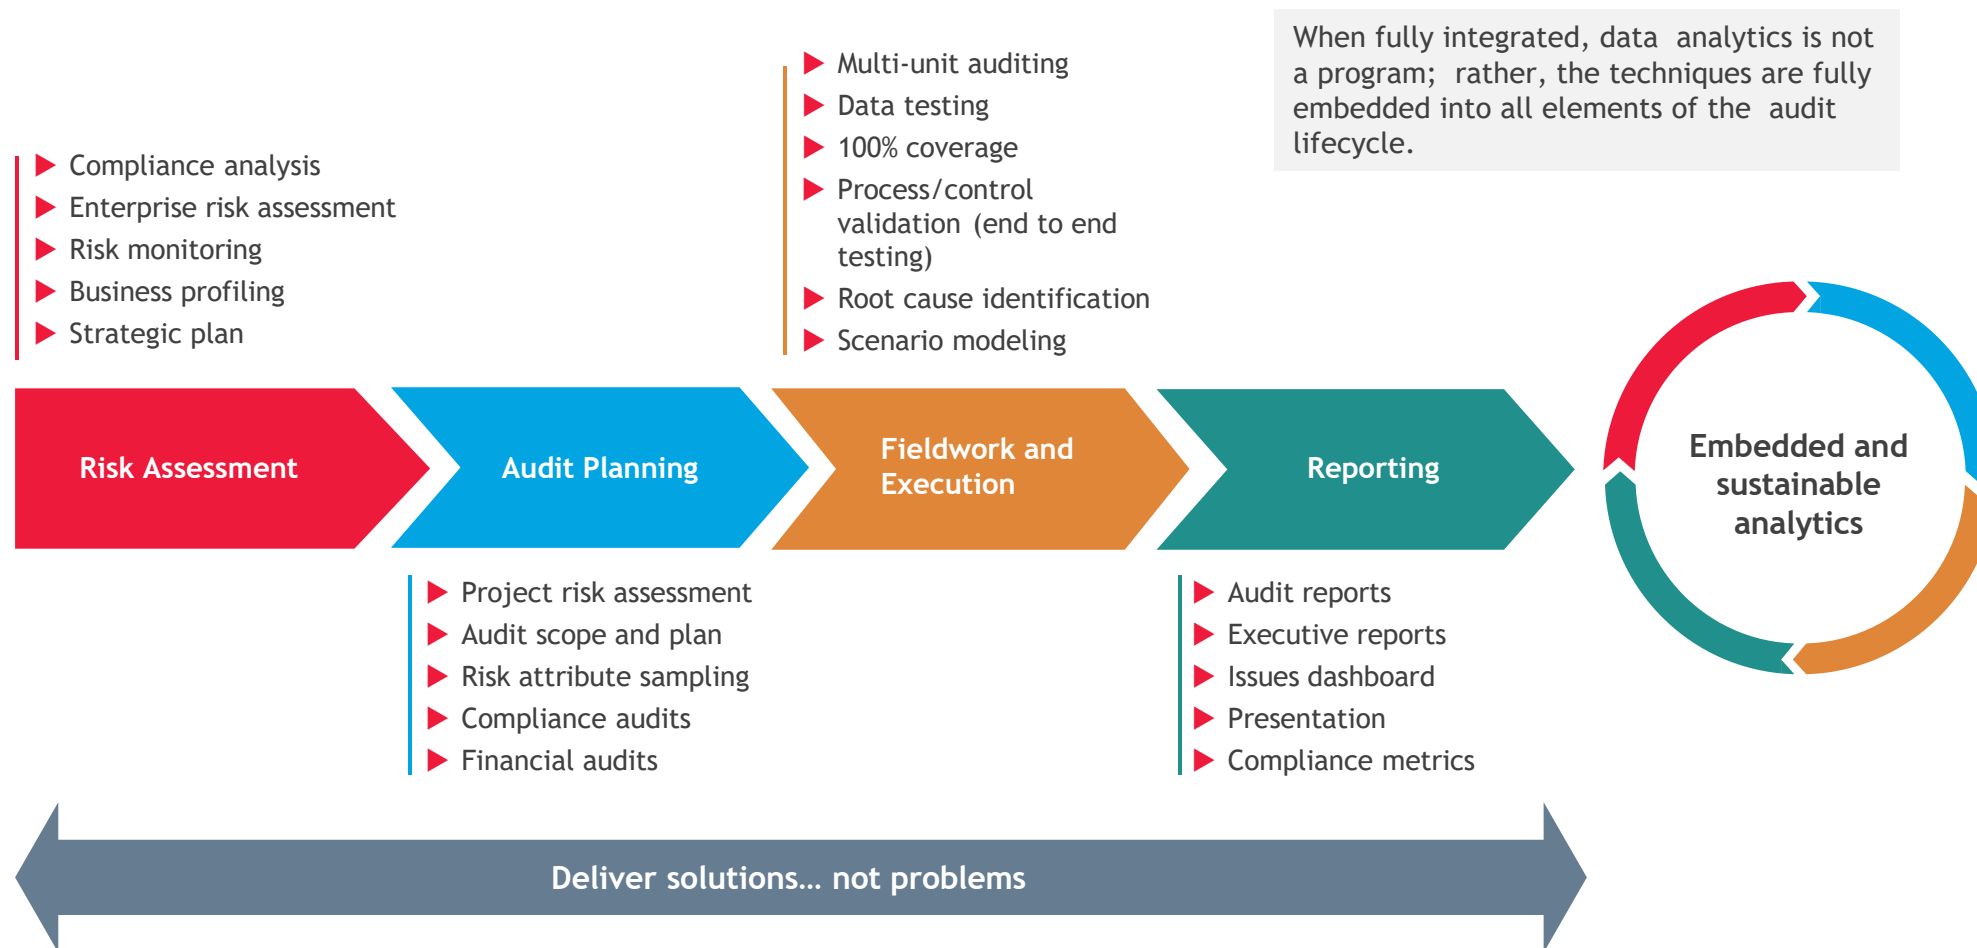 When fully integrated, data analytics is not
a program; rather, the techniques are fully
embedded into all elements of the audit
lifecycle.
Compliance analysis
Enterprise risk assessment
Risk monitoring
Business profiling
Strategic plan
Multi-unit auditing
Data testing
100% coverage
Process/control
validation (end to end
testing)
Root cause identification
Scenario modeling
Risk Assessment
Audit Planning
Fieldwork and
Execution
Reporting
Embedded and
sustainable
analytics
Project risk assessment
Audit scope and plan
Risk attribute sampling
Compliance audits
Financial audits
Audit reports
Executive reports
Issues dashboard
Presentation
Compliance metrics
Deliver solutions… not problems